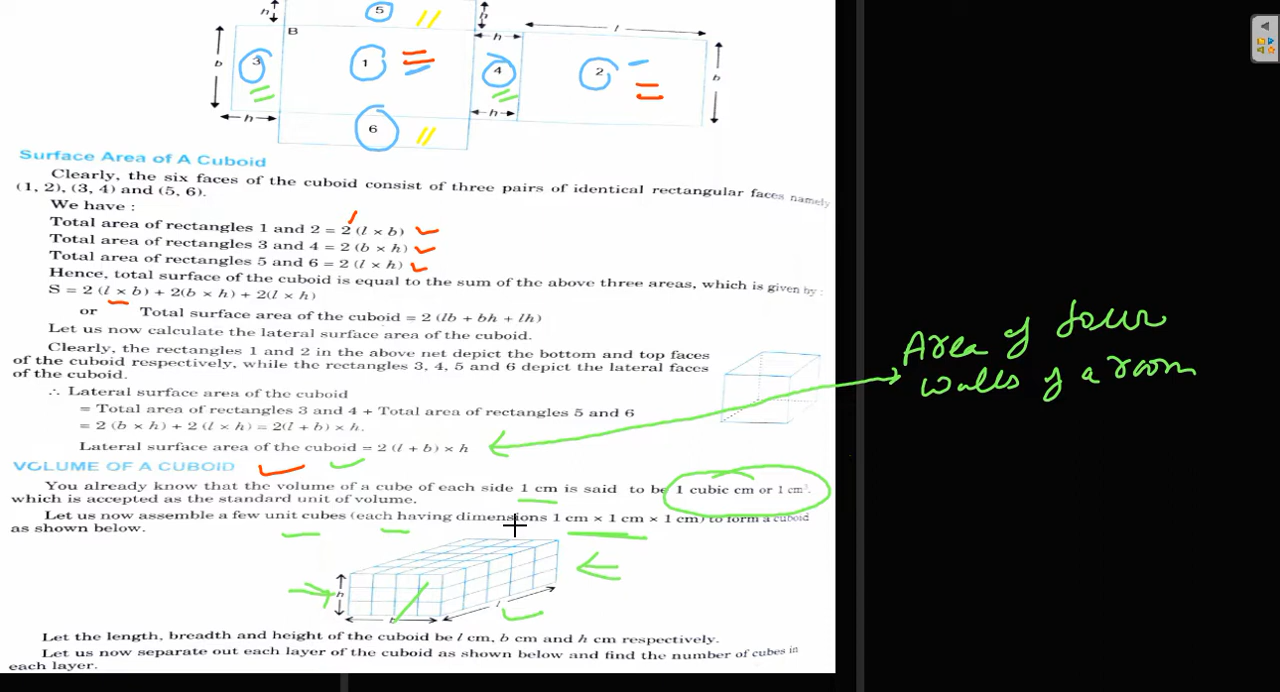 h
5
h
B
h
l
b
3
1
4
2
b
h
6
h
Surface Area of A Cuboid
Clearly, the six faces of the cuboid consist of three pairs of identical rectangular faces namely
(1, 2), (3, 4) and (5, 6).
We have :
Total area of rectangles 1 and 2 = 2 (l × b)
Total area of rectangles 3 and 4 = 2 (b × h)
Total area of rectangles 5 and 6 = 2 (l × h)
Hence, total surface of the cuboid is equal to the sum of the above three areas, which is given by :
S = 2 (l × b) + 2(b × h) + 2(l × h)
or Total surface area of the cuboid = 2 (lb + bh + lh)
Let us now calculate the lateral surface area of the cuboid.
Clearly, the rectangles 1 and 2 in the above net depict the bottom and top faces
of the cuboid respectively, while the rectangles 3, 4, 5 and 6 depict the lateral faces
of the cuboid.
∴ Lateral surface area of the cuboid
= Total area of rectangles 3 and 4 + Total area of rectangles 5 and 6
= 2 (b × h) + 2 (l × h) = 2(l + b) × h.
Lateral surface area of the cuboid = 2 (l + b) × h
Area of four
walls of a room
VOLUME OF A CUBOID
You already know that the volume of a cube of each side 1 cm is said to be 1 cubic cm or 1 cm³.
which is accepted as the standard unit of volume.
Let us now assemble a few unit cubes (each having dimensions 1 cm × 1 cm × 1 cm) to form a cuboid
as shown below.
h
b
l
Let the length, breadth and height of the cuboid be l cm, b cm and h cm respectively.
Let us now separate out each layer of the cuboid as shown below and find the number of cubes in
each layer.